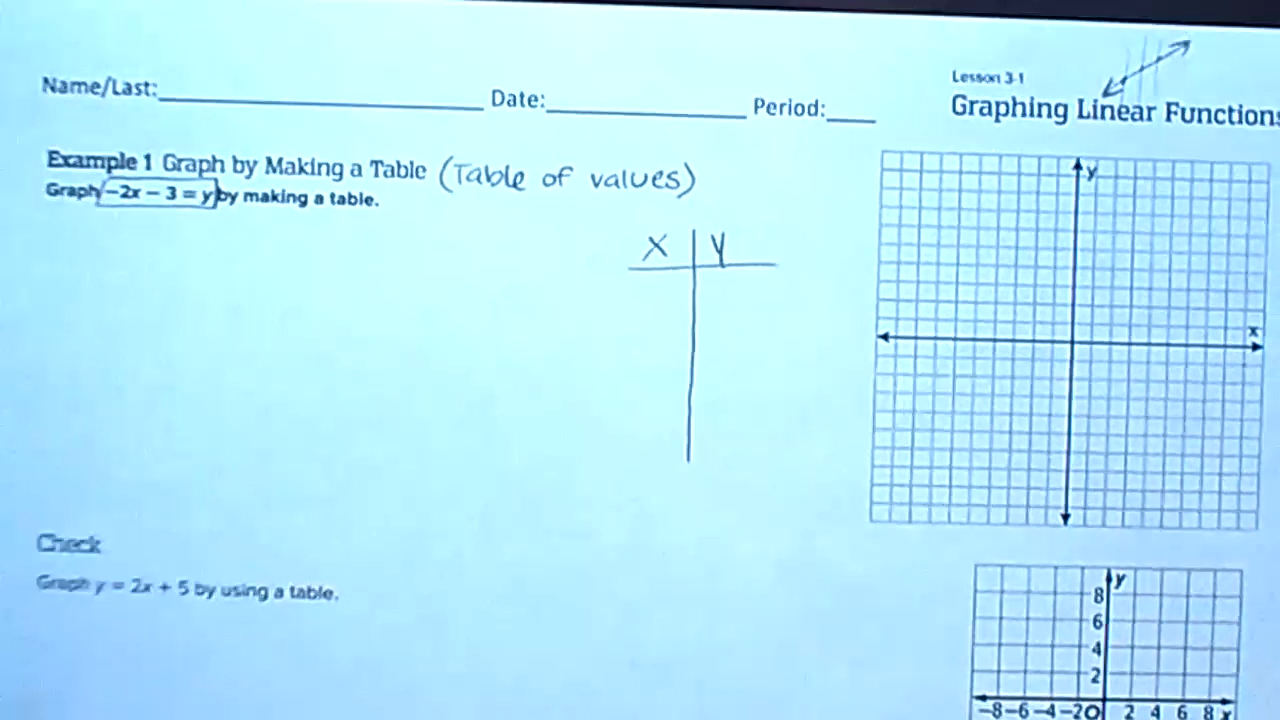 Lesson 3-1
Graphing Linear Functions
Name/Last: Date: Period:
Example 1 Graph by Making a Table (Table of values)
Graph -2x - 3 = y by making a table.
X Y
y
x
Check
Graph y = 2x + 5 by using a table.
y
8
6
4
2
-8 -6 -4 -2 O 2 4 6 8 x